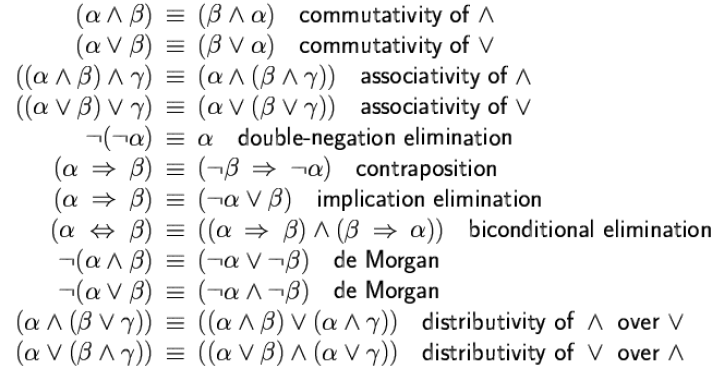 (α ∧ β) ≡ (β ∧ α) commutativity of ∧
(α ∨ β) ≡ (β ∨ α) commutativity of ∨
((α ∧ β) ∧ γ) ≡ (α ∧ (β ∧ γ)) associativity of ∧
((α ∨ β) ∨ γ) ≡ (α ∨ (β ∨ γ)) associativity of ∨
¬(¬α) ≡ α double-negation elimination
(α ⇒ β) ≡ (¬β ⇒ ¬α) contraposition
(α ⇒ β) ≡ (¬α ∨ β) implication elimination
(α ⇔ β) ≡ ((α ⇒ β) ∧ (β ⇒ α)) biconditional elimination
¬(α ∧ β) ≡ (¬α ∨ ¬β) de Morgan
¬(α ∨ β) ≡ (¬α ∧ ¬β) de Morgan
(α ∧ (β ∨ γ)) ≡ ((α ∧ β) ∨ (α ∧ γ)) distributivity of ∧ over ∨
(α ∨ (β ∧ γ)) ≡ ((α ∨ β) ∧ (α ∨ γ)) distributivity of ∨ over ∧